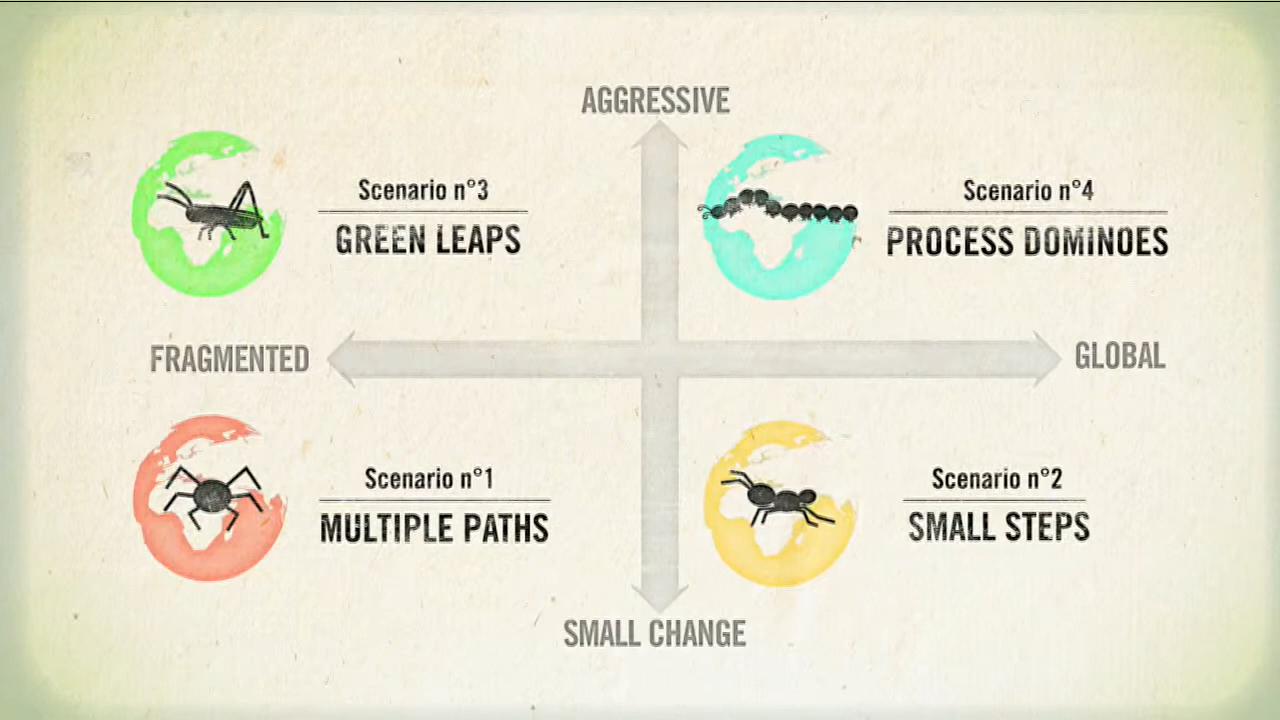 AGGRESSIVE
Scenario n°3
GREEN LEAPS
Scenario n°4
PROCESS DOMINOES
FRAGMENTED
GLOBAL
Scenario n°1
MULTIPLE PATHS
Scenario n°2
SMALL STEPS
SMALL CHANGE